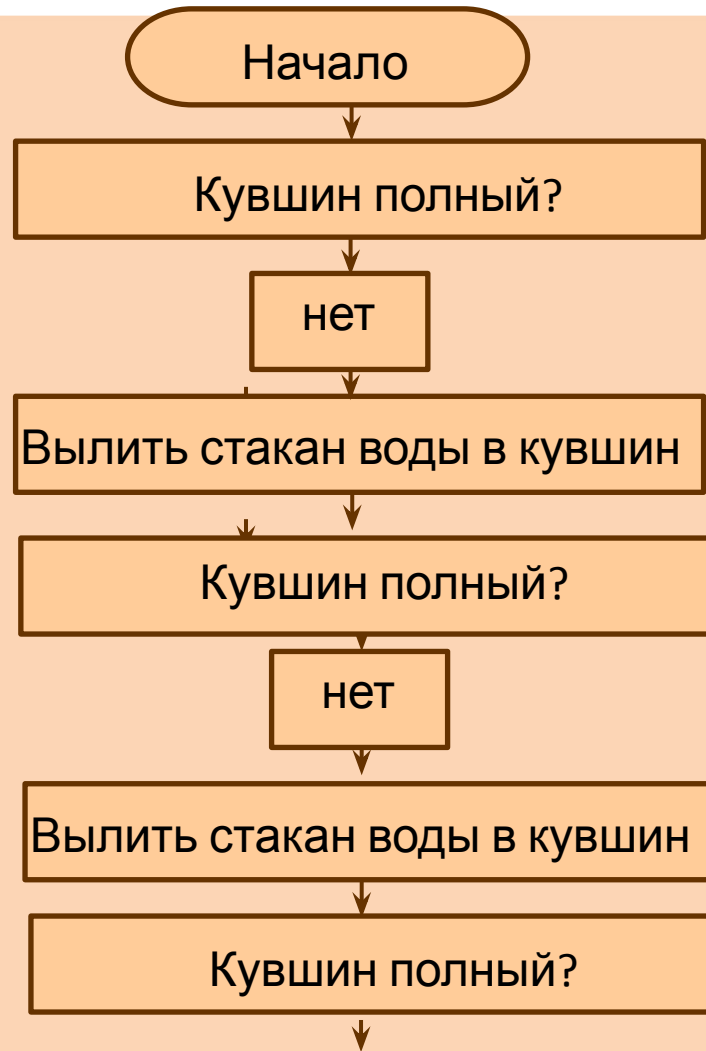 Начало
Кувшин полный?
нет
Вылить стакан воды в кувшин
Кувшин полный?
нет
Вылить стакан воды в кувшин
Кувшин полный?